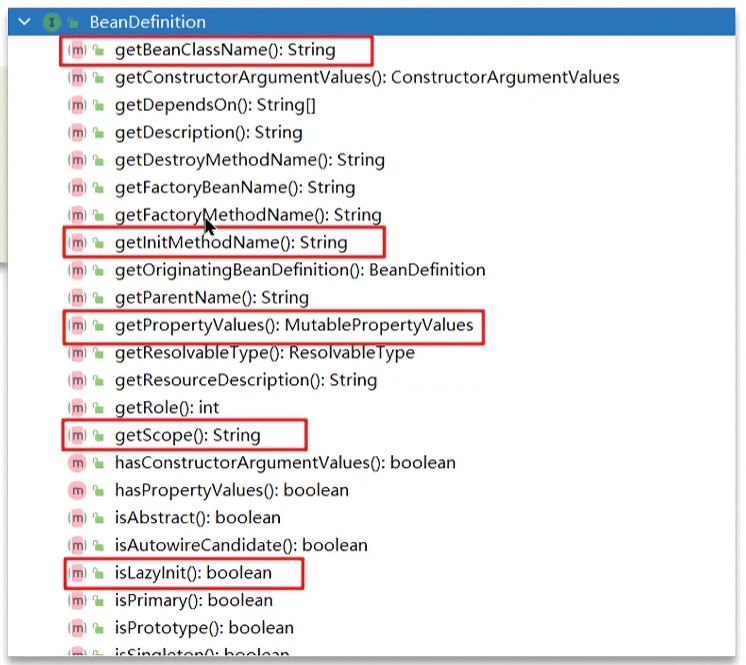 BeanDefinition
getBeanClassName(): String
getConstructorArgumentValues(): ConstructorArgumentValues
getDependsOn(): String[]
getDescription(): String
getDestroyMethodName(): String
getFactoryBeanName(): String
getFactoryMethodName(): String
getInitMethodName(): String
getOriginatingBeanDefinition(): BeanDefinition
getParentName(): String
getPropertyValues(): MutablePropertyValues
getResolvableType(): ResolvableType
getResourceDescription(): String
getRole(): int
getScope(): String
hasConstructorArgumentValues(): boolean
hasPropertyValues(): boolean
isAbstract(): boolean
isAutowireCandidate(): boolean
isLazyInit(): boolean
isPrimary(): boolean
isPrototype(): boolean
isSingleton(): boolean